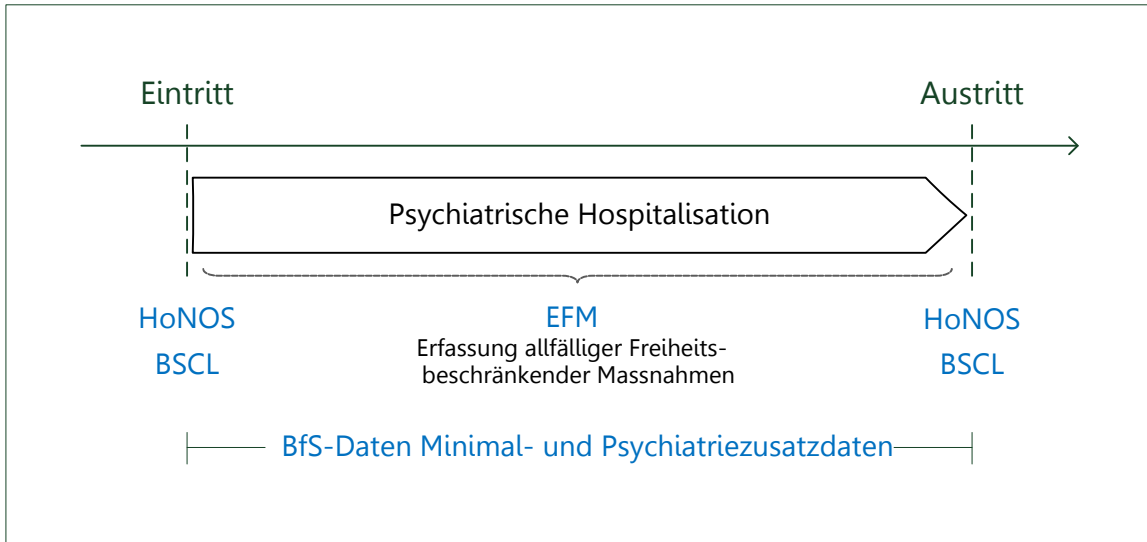 Eintritt
Austritt
Psychiatrische Hospitalisation
HoNOS
BSCL
EFM
Erfassung allfälliger Freiheits-
beschränkender Massnahmen
HoNOS
BSCL
BfS-Daten Minimal- und Psychiatriezusatzdaten